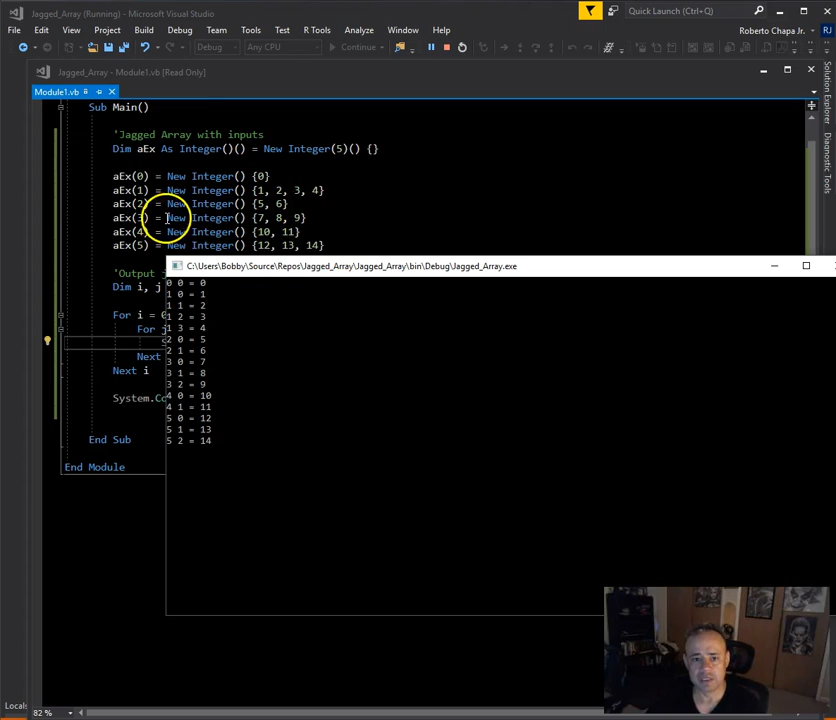 Jagged_Array (Running) - Microsoft Visual Studio
Quick Launch (Ctrl+Q)
File Edit View Project Build Debug Team Tools Test R Tools Analyze Window Help
Roberto Chapa Jr. RJ
Debug Any CPU Continue
Jagged_Array - Module1.vb [Read Only]
Module1.vb
Solution Explorer
Diagnostic Tools
Sub Main()
'Jagged Array with inputs
Dim aEx As Integer()() = New Integer(5)() {}
aEx(0) = New Integer() {0}
aEx(1) = New Integer() {1, 2, 3, 4}
aEx(2) = New Integer() {5, 6}
aEx(3) = New Integer() {7, 8, 9}
aEx(4) = New Integer() {10, 11}
aEx(5) = New Integer() {12, 13, 14}
'Output
Dim i, j
For i = 0
For j
Next
Next i
System.Co
End Sub
End Module
C:\Users\Bobby\Source\Repos\Jagged_Array\Jagged_Array\bin\Debug\Jagged_Array.exe
0 0 = 0
1 0 = 1
1 1 = 2
1 2 = 3
1 3 = 4
2 0 = 5
2 1 = 6
3 0 = 7
3 1 = 8
3 2 = 9
4 0 = 10
4 1 = 11
5 0 = 12
5 1 = 13
5 2 = 14
82 %
Locals